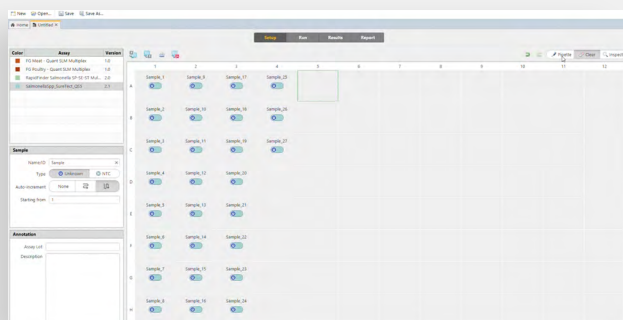 New Open... Save Save As...
Home Untitled ×
Setup Run Results Report
Color Assay Version
FG Meat - Quant SLM Multiplex 1.0
FG Poultry - Quant SLM Multiplex 1.0
RapidFinder Salmonella SP-SE-ST Mul... 2.0
2.1
Pipette Clear Inspect
1 2 3 4 5 6 7 8 9 10 11 12
A Sample_1 Sample_9 Sample_17 Sample_25
B Sample_2 Sample_10 Sample_18 Sample_26
C Sample_3 Sample_11 Sample_19 Sample_27
D Sample_4 Sample_12 Sample_20
E Sample_5 Sample_13 Sample_21
F Sample_6 Sample_14 Sample_22
G Sample_7 Sample_15 Sample_23
H Sample_8 Sample_16 Sample_24
Sample
Name/ID Sample
Type Unknown NTC
Auto-increment None
Starting from 1
Annotation
Assay Lot
Description